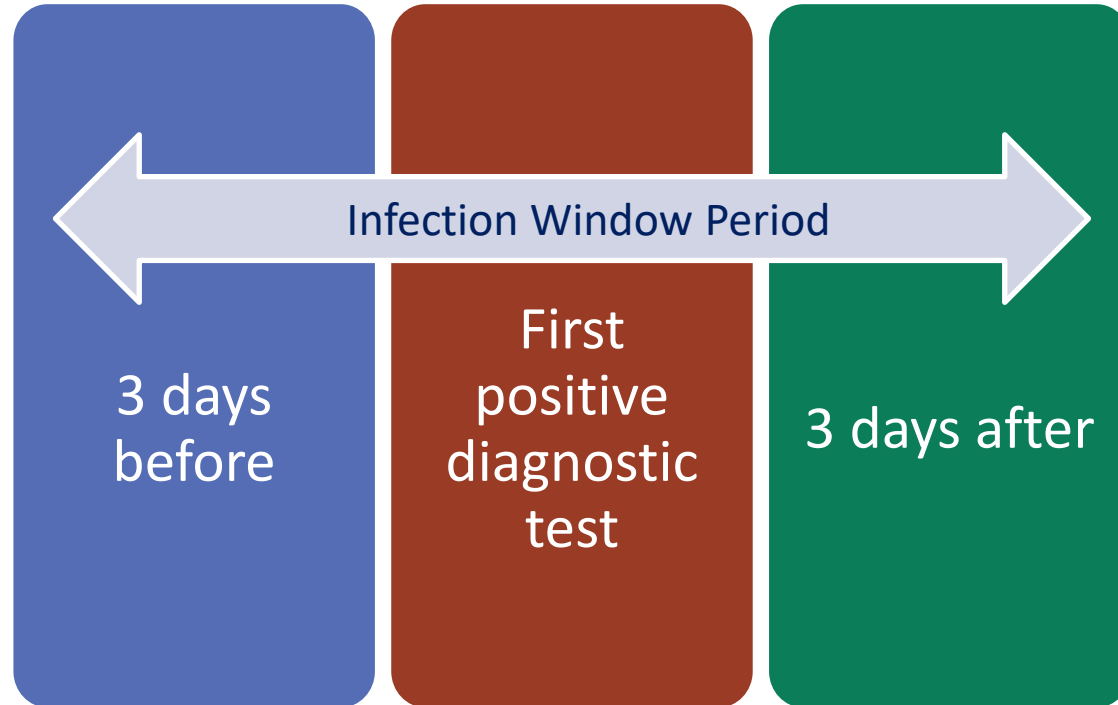 Infection Window Period
3 days
before
First
positive
diagnostic
test
3 days after